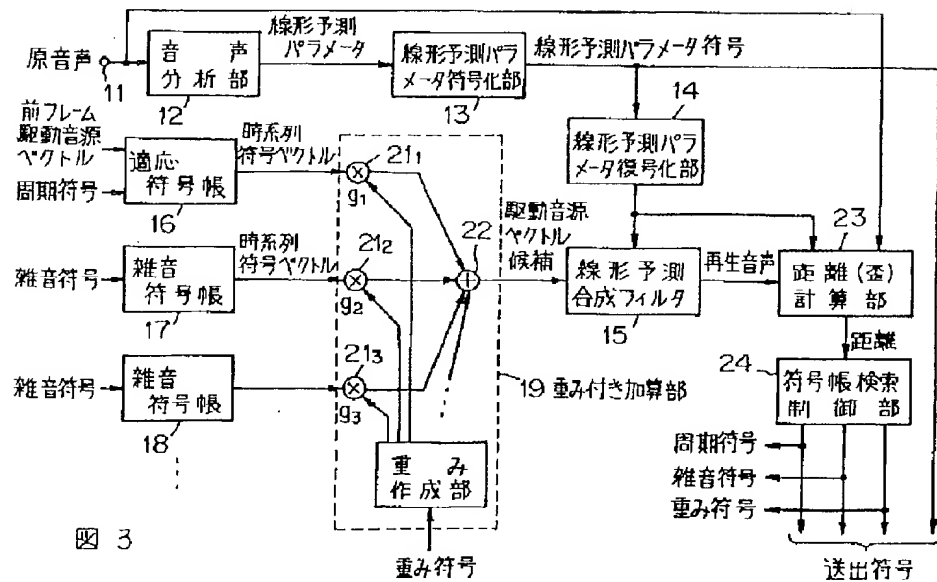 原音声
11
音声
分析部
12
線形予測
パラメータ
線形予測パラ
メータ符号化部
13
線形予測パラメータ符号
14
線形予測パラ
メータ復号化部
前フレーム
駆動音源
ベクトル
周期符号
適応
符号帳
16
時系列
符号ベクトル
21₁
g₁
雑音符号
雑音
符号帳
17
時系列
符号ベクトル
21₂
g₂
22
駆動音源
ベクトル
候補
線形予測
合成フィルタ
15
再生音声
23
距離(歪)
計算部
距離
雑音符号
雑音
符号帳
18
21₃
g₃
19 重み付き加算部
24
符号帳検索
制御部
重み
作成部
重み符号
周期符号
雑音符号
重み符号
送出符号
図 3